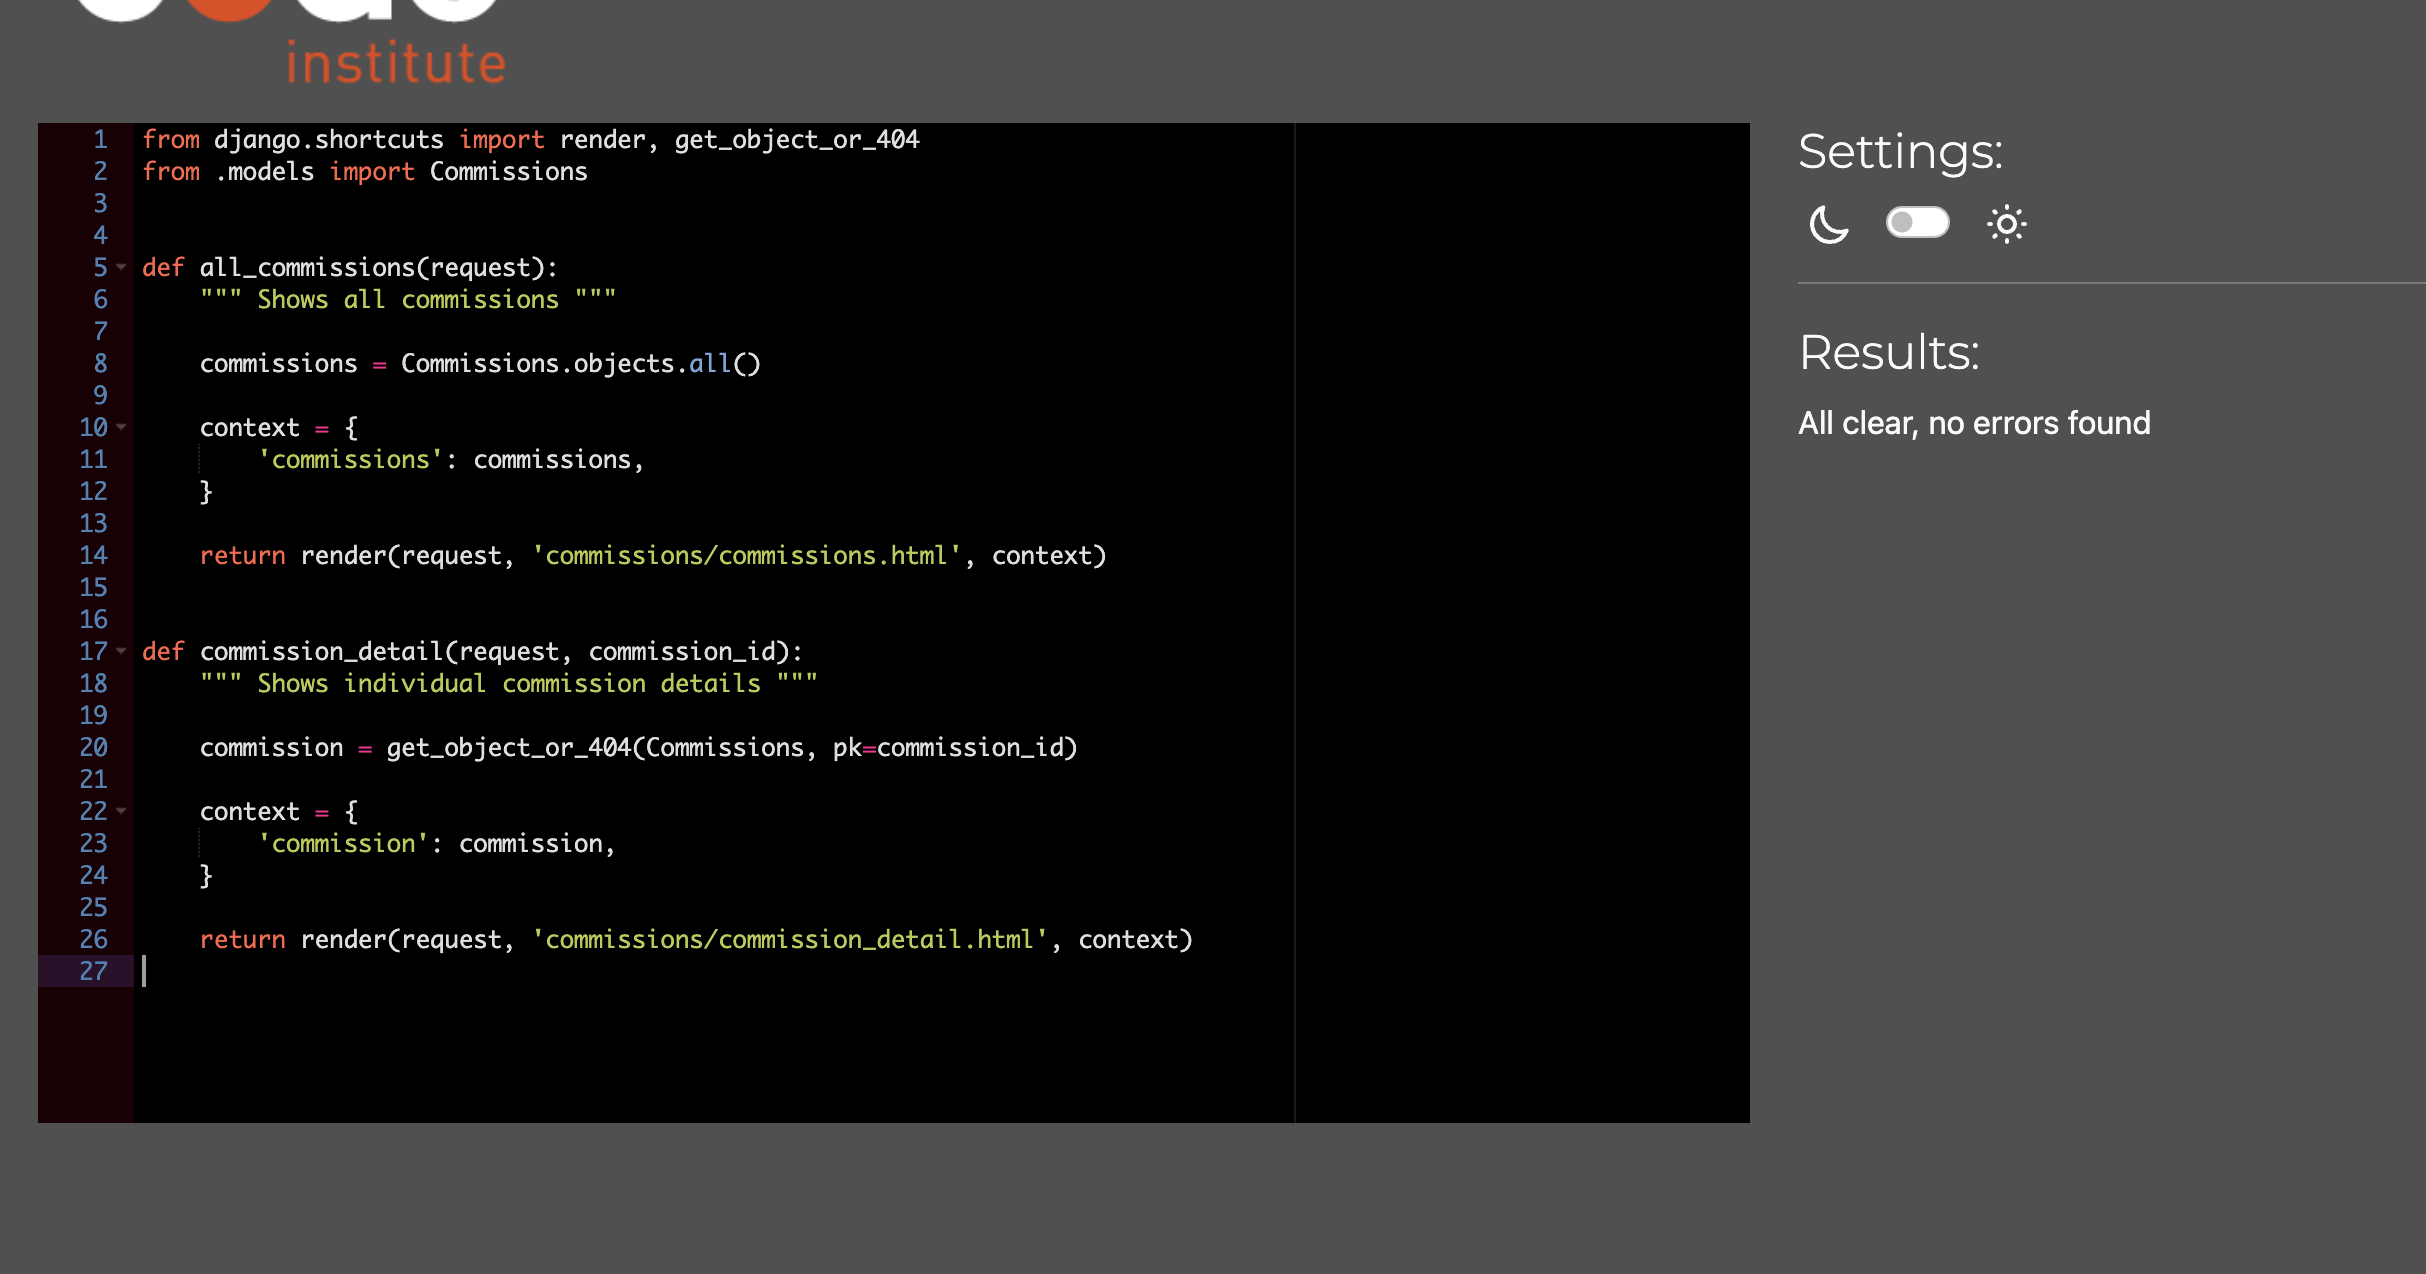 institute
1 from django.shortcuts import render, get_object_or_404
2 from .models import Commissions
3
4
5 def all_commissions(request):
6     """ Shows all commissions """
7
8     commissions = Commissions.objects.all()
9
10     context = {
11         'commissions': commissions,
12     }
13
14     return render(request, 'commissions/commissions.html', context)
15
16
17 def commission_detail(request, commission_id):
18     """ Shows individual commission details """
19
20     commission = get_object_or_404(Commissions, pk=commission_id)
21
22     context = {
23         'commission': commission,
24     }
25
26     return render(request, 'commissions/commission_detail.html', context)
27
Settings:
Results:
All clear, no errors found